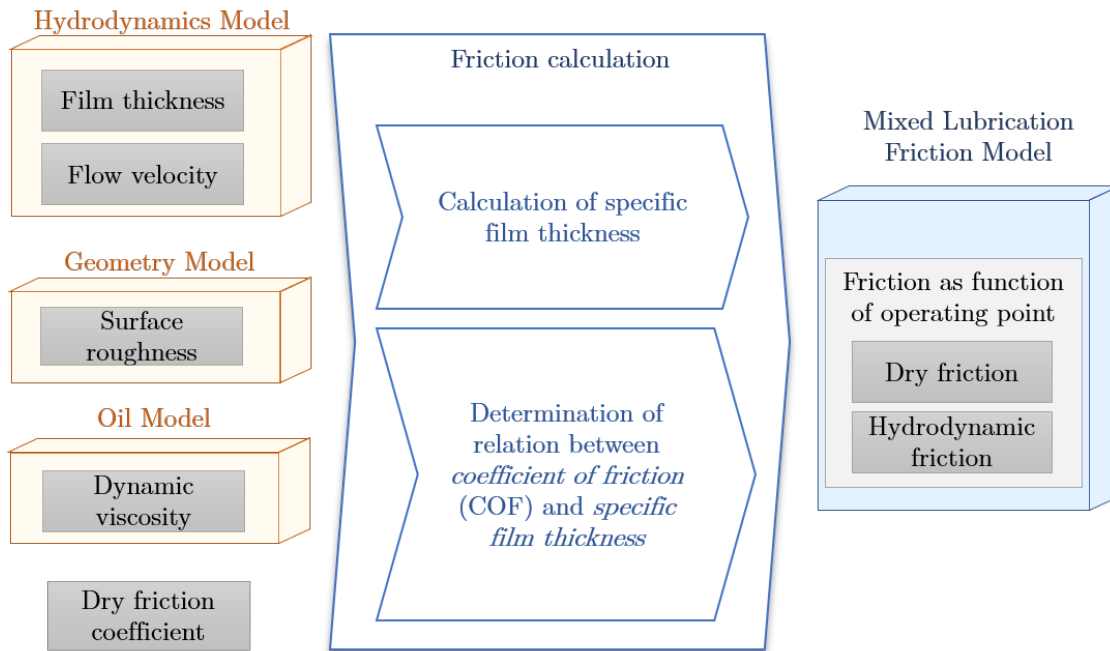 Hydrodynamics Model
Film thickness
Flow velocity
Geometry Model
Surface
roughness
Oil Model
Dynamic
viscosity
Dry friction
coefficient
Friction calculation
Calculation of specific
film thickness
Determination of
relation between
coefficient of friction
(COF) and specific
film thickness
Mixed Lubrication
Friction Model
Friction as function
of operating point
Dry friction
Hydrodynamic
friction